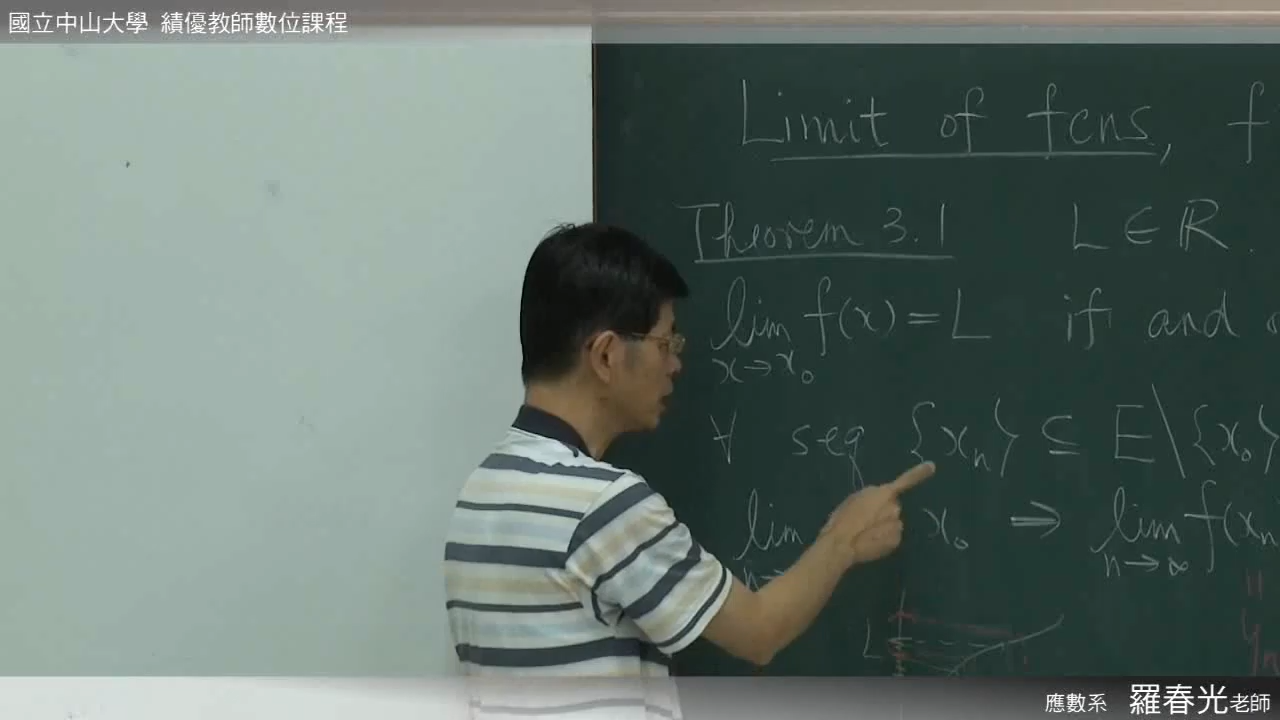 國立中山大學 績優教師數位課程
Limit of fcns, f
Theorem 3.1 L ∈ ℝ.
lim f(x) = L if and
x→x₀
∀ seq {xₙ} ⊆ E\{x₀}
lim x₀ ⇒ lim f(xₙ
n→ n→∞
L
yₙ
應數系 羅春光老師